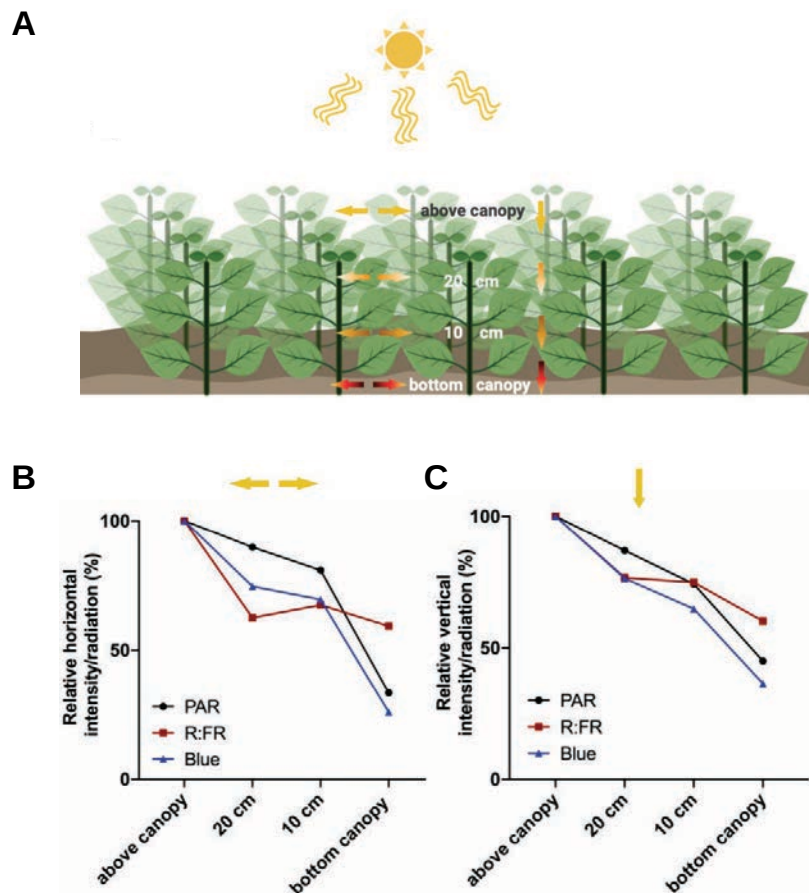 A
above canopy
20 cm
10 cm
bottom canopy
B
Relative horizontal
intensity/radiation (%)
100
50
0
PAR
R:FR
Blue
above canopy
20 cm
10 cm
bottom canopy
C
Relative vertical
intensity/radiation (%)
100
50
0
PAR
R:FR
Blue
above canopy
20 cm
10 cm
bottom canopy